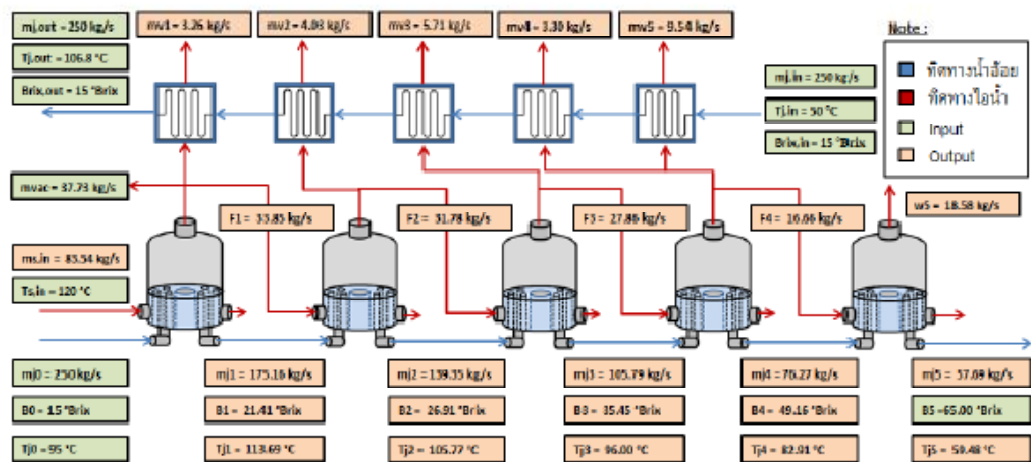 mj,out = 250 kg/s
Tj,out = 106.8 °C
Brix,out = 15 °Brix
mv1 = 3.26 kg/s
mv2 = 4.03 kg/s
mv3 = 5.71 kg/s
mv4 = 3.30 kg/s
mv5 = 9.54 kg/s
mj,in = 250 kg/s
Tj,in = 50 °C
Brix,in = 15 °Brix
Note :
ทิศทางน้ำอ้อย
ทิศทางไอน้ำ
Input
Output
mvac = 37.73 kg/s
F1 = 33.85 kg/s
F2 = 31.78 kg/s
F3 = 27.86 kg/s
F4 = 16.66 kg/s
w5 = 18.58 kg/s
ms,in = 83.54 kg/s
Ts,in = 120 °C
mj0 = 250 kg/s
mj1 = 175.16 kg/s
mj2 = 139.35 kg/s
mj3 = 105.79 kg/s
mj4 = 76.27 kg/s
mj5 = 57.69 kg/s
B0 = 15 °Brix
B1 = 21.41 °Brix
B2 = 26.91 °Brix
B3 = 35.45 °Brix
B4 = 49.16 °Brix
B5 = 65.00 °Brix
Tj0 = 95 °C
Tj1 = 113.69 °C
Tj2 = 105.77 °C
Tj3 = 96.00 °C
Tj4 = 82.91 °C
Tj5 = 59.48 °C